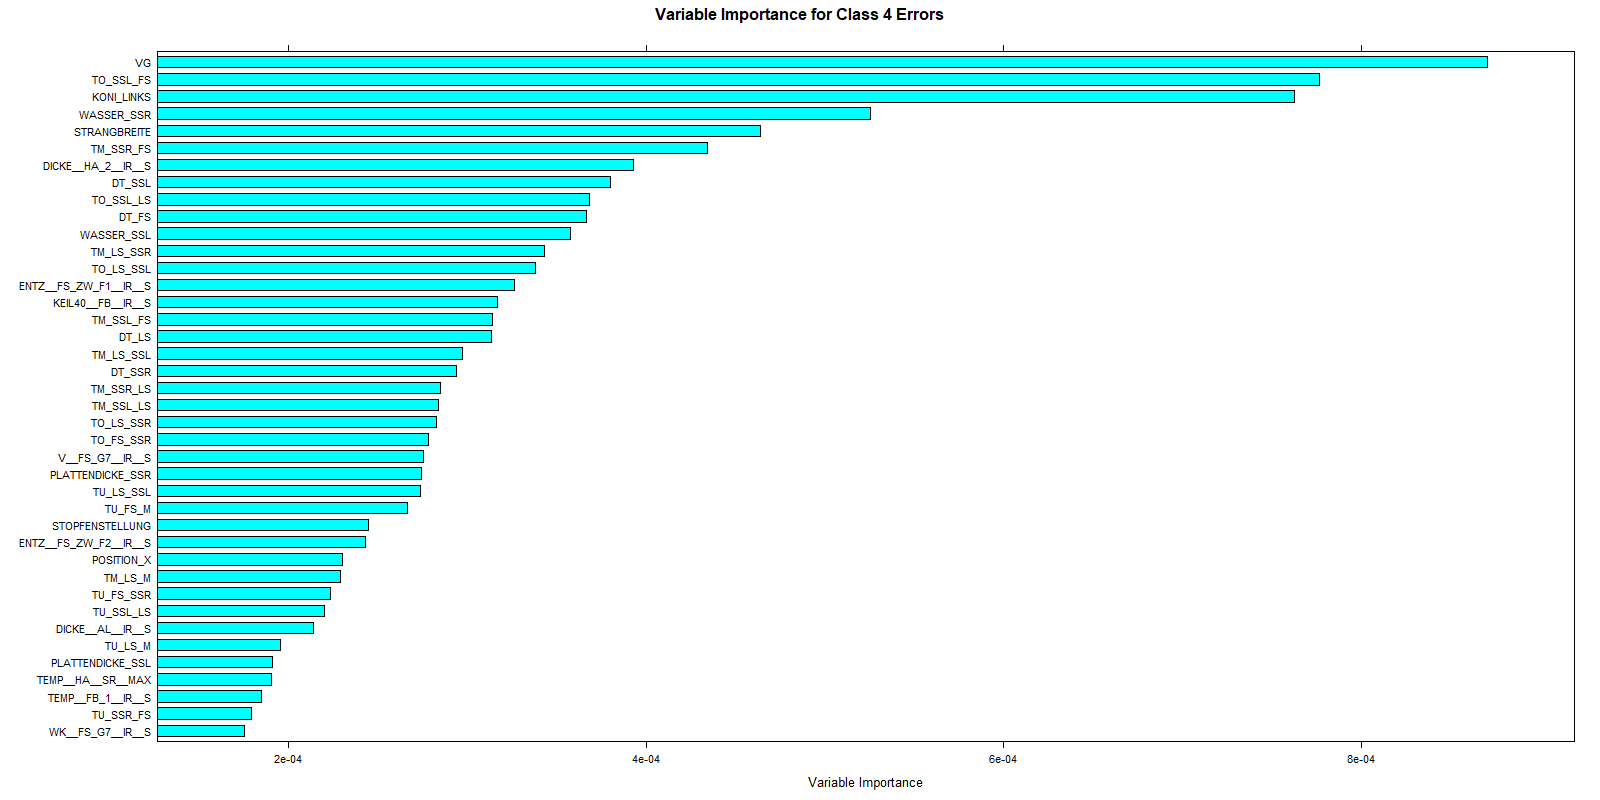 Variable Importance for Class 4 Errors
VG
TO_SSL_FS
KONI_LINKS
WASSER_SSR
STRANGBREITE
TM_SSR_FS
DICKE__HA_2__IR__S
DT_SSL
TO_SSL_LS
DT_FS
WASSER_SSL
TM_LS_SSR
TO_LS_SSL
ENTZ__FS_ZW_F1__IR__S
KEIL40__FB__IR__S
TM_SSL_FS
DT_LS
TM_LS_SSL
DT_SSR
TM_SSR_LS
TM_SSL_LS
TO_LS_SSR
TO_FS_SSR
V__FS_G7__IR__S
PLATTENDICKE_SSR
TU_LS_SSL
TU_FS_M
STOPFENSTELLUNG
ENTZ__FS_ZW_F2__IR__S
POSITION_X
TM_LS_M
TU_FS_SSR
TU_SSL_LS
DICKE__AL__IR__S
TU_LS_M
PLATTENDICKE_SSL
TEMP__HA__SR__MAX
TEMP__FB_1__IR__S
TU_SSR_FS
WK__FS_G7__IR__S
2e-04 4e-04 6e-04 8e-04
Variable Importance